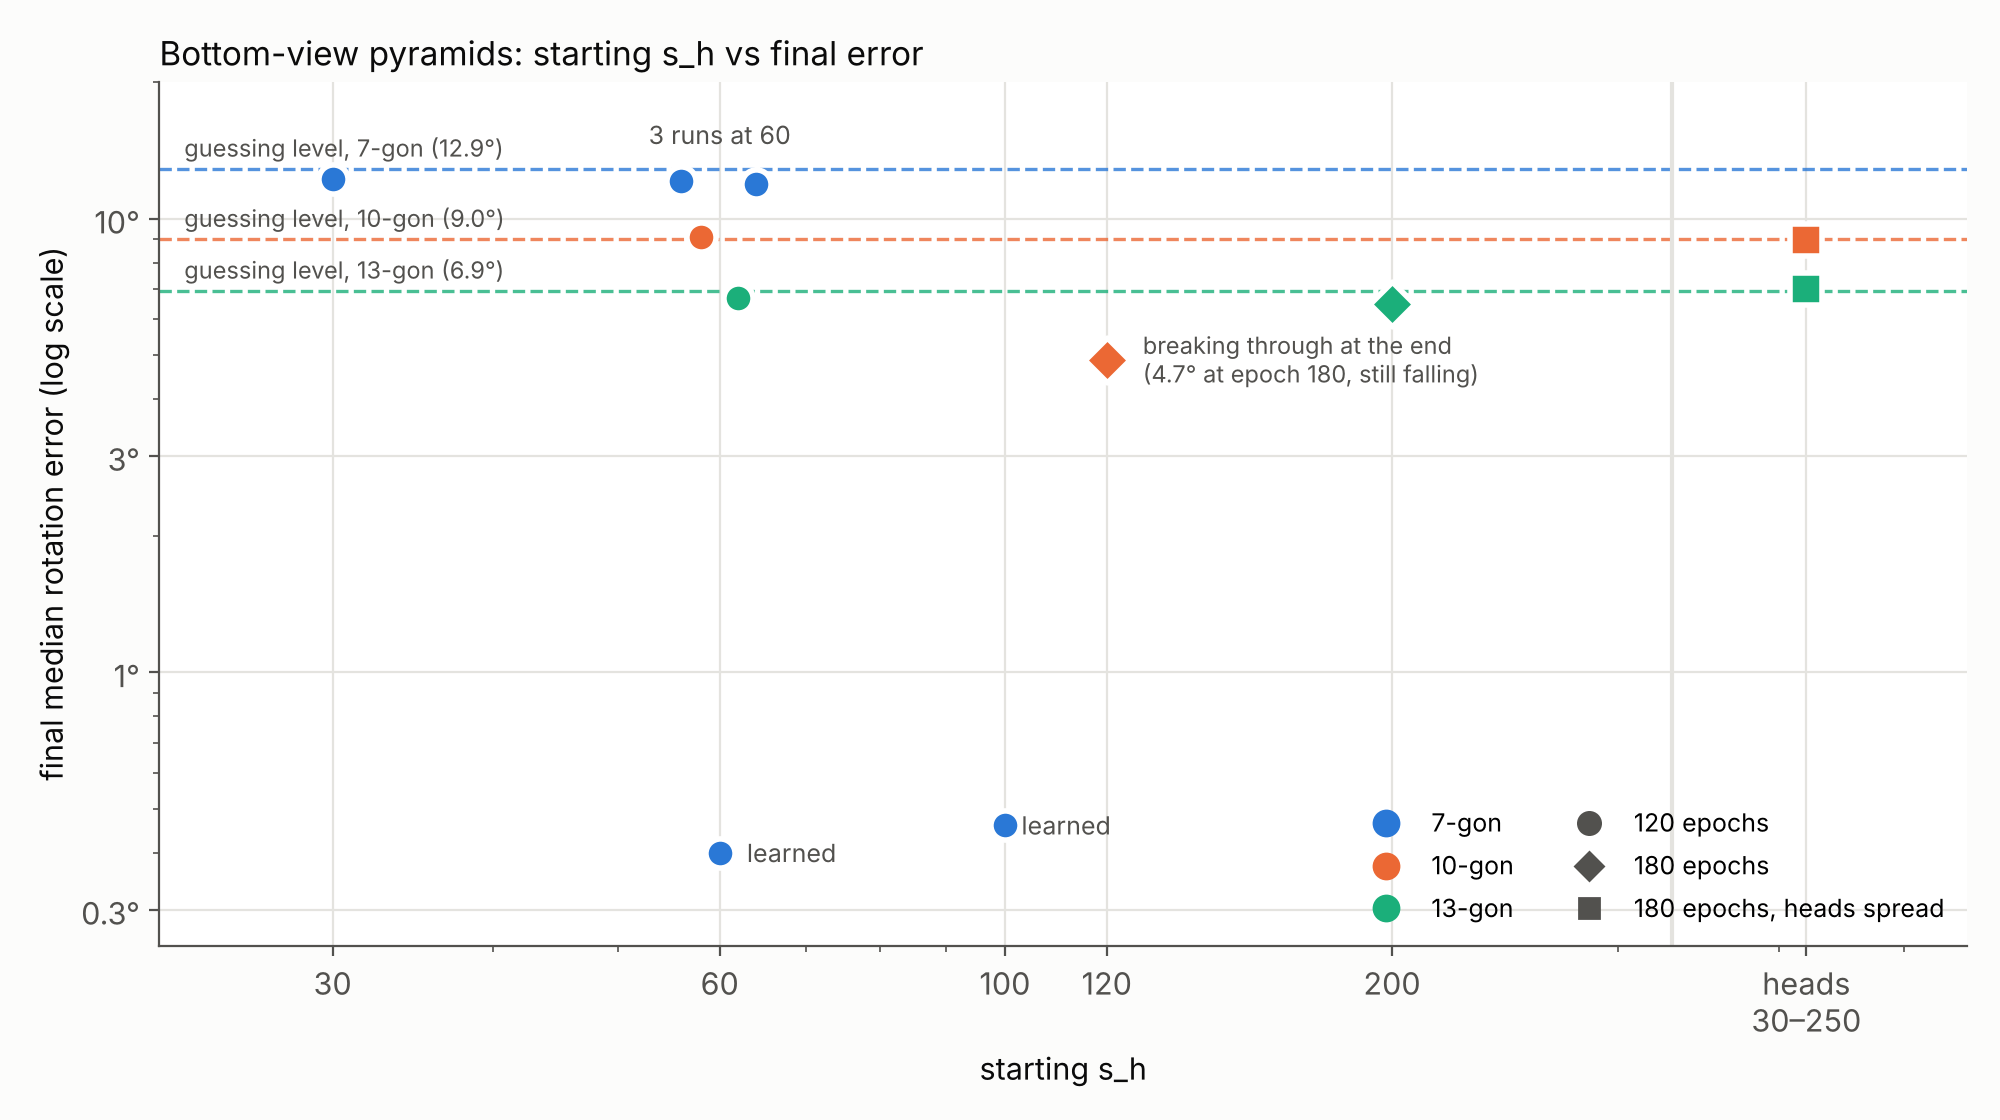 Bottom-view pyramids: starting s_h vs final error
3 runs at 60
guessing level, 7-gon (12.9°)
guessing level, 10-gon (9.0°)
guessing level, 13-gon (6.9°)
breaking through at the end
(4.7° at epoch 180, still falling)
learned
learned
final median rotation error (log scale)
10°
3°
1°
0.3°
7-gon
10-gon
13-gon
120 epochs
180 epochs
180 epochs, heads spread
30
60
100
120
200
heads
30–250
starting s_h